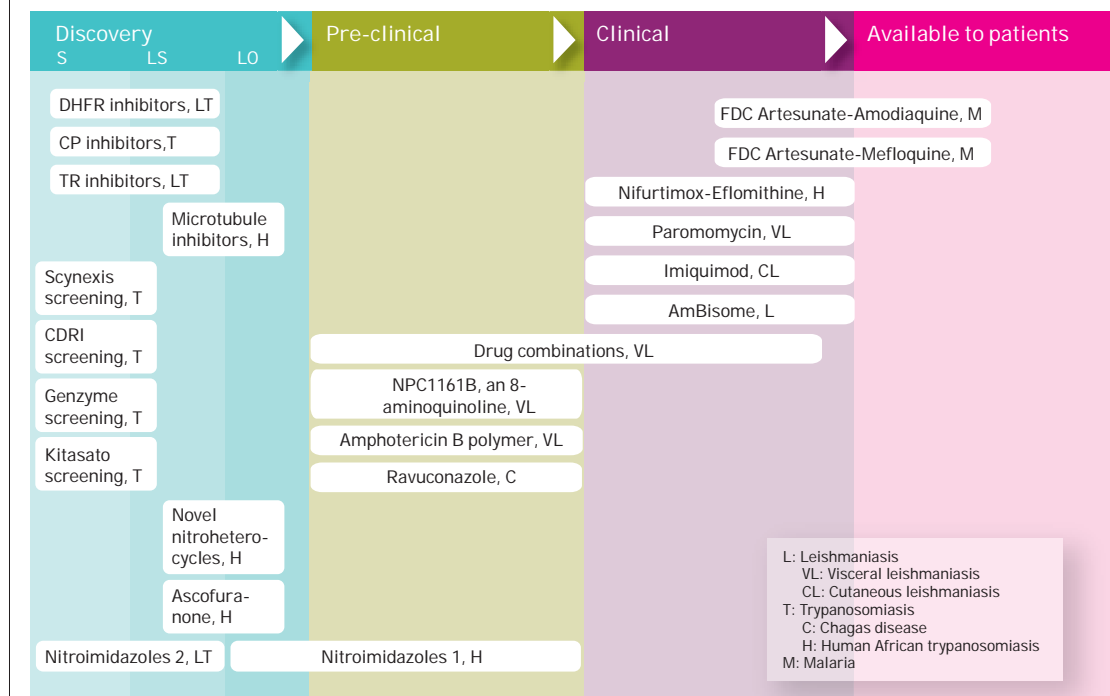 Discovery
S LS LO
Pre-clinical
Clinical
Available to patients
DHFR inhibitors, LT
CP inhibitors,T
TR inhibitors, LT
Microtubule
inhibitors, H
Scynexis
screening, T
CDRI
screening, T
Genzyme
screening, T
Kitasato
screening, T
Novel
nitrohetero-
cycles, H
Ascofura-
none, H
Nitroimidazoles 2, LT
Nitroimidazoles 1, H
FDC Artesunate-Amodiaquine, M
FDC Artesunate-Mefloquine, M
Nifurtimox-Eflomithine, H
Paromomycin, VL
Imiquimod, CL
AmBisome, L
Drug combinations, VL
NPC1161B, an 8-
aminoquinoline, VL
Amphotericin B polymer, VL
Ravuconazole, C
L: Leishmaniasis
VL: Visceral leishmaniasis
CL: Cutaneous leishmaniasis
T: Trypanosomiasis
C: Chagas disease
H: Human African trypanosomiasis
M: Malaria